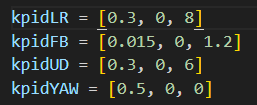 kpidLR = [0.3, 0, 8]
kpidFB = [0.015, 0, 1.2]
kpidUD = [0.3, 0, 6]
kpidYAW = [0.5, 0, 0]